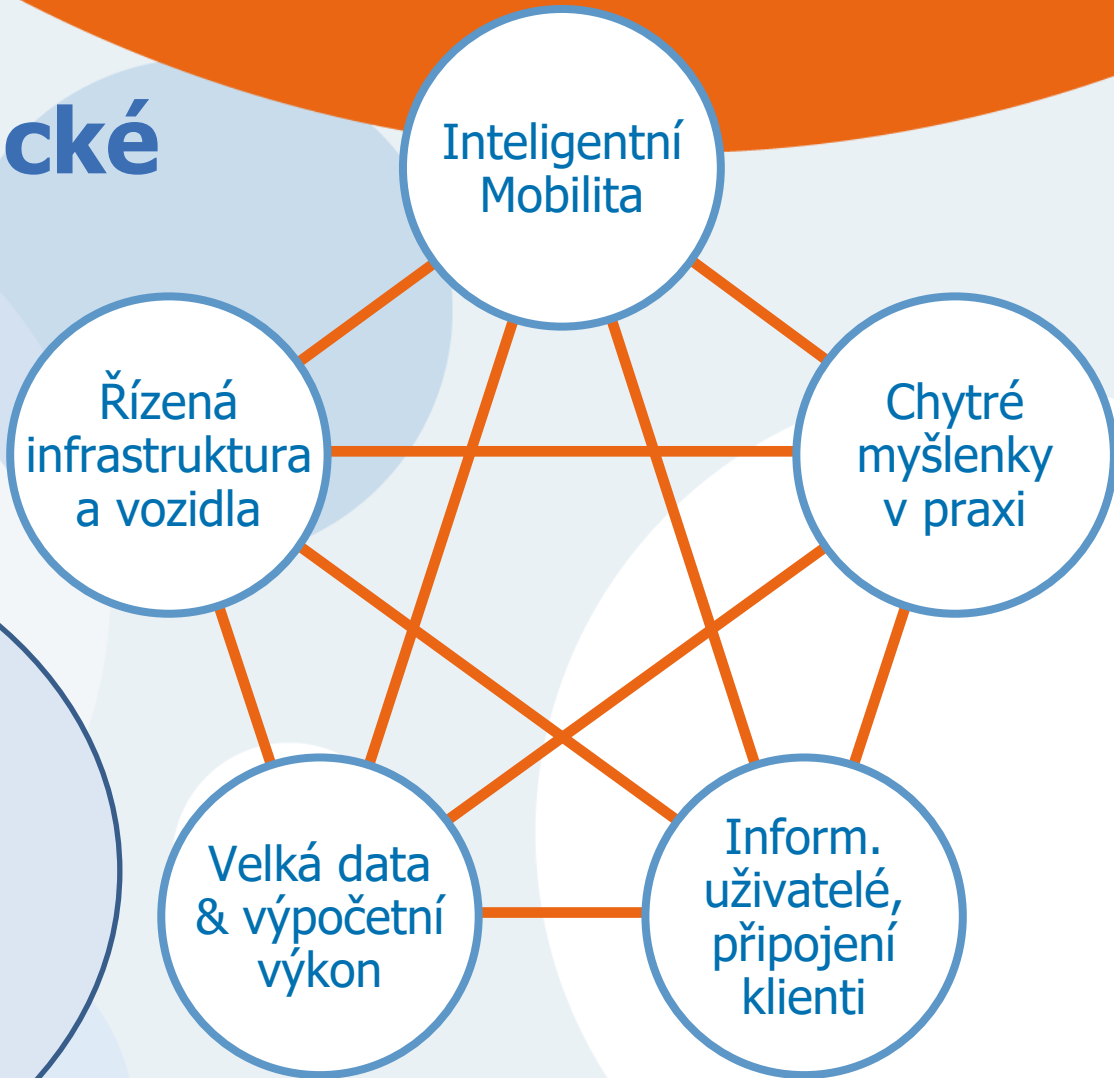 cké
Inteligentní
Mobilita
Řízená
infrastruktura
a vozidla
Chytré
myšlenky
v praxi
Velká data
& výpočetní
výkon
Inform.
uživatelé,
připojení
klienti